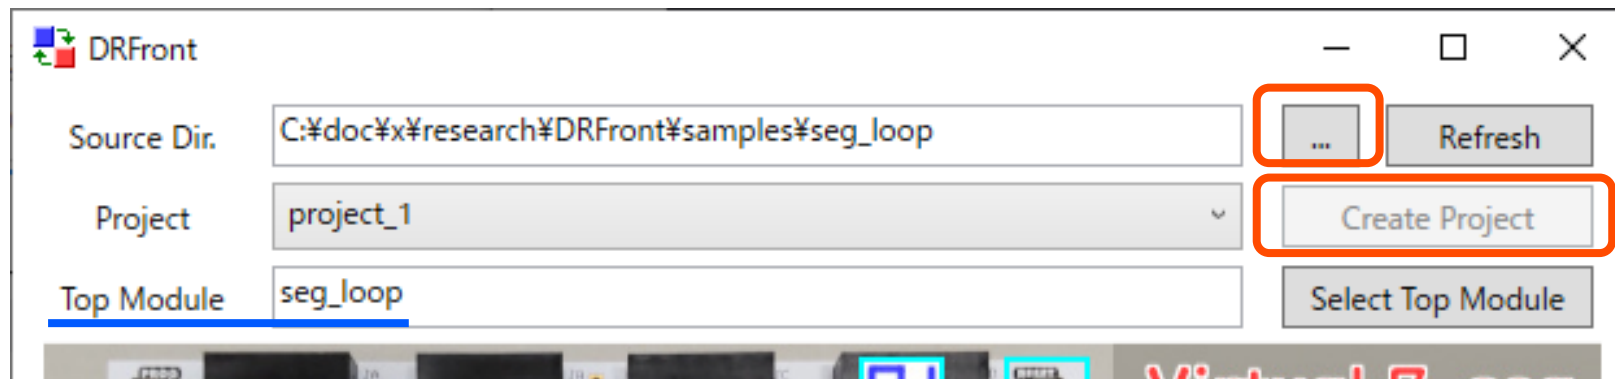 DRFront
Source Dir. C:¥doc¥x¥research¥DRFront¥samples¥seg_loop ... Refresh
Project project_1 Create Project
Top Module seg_loop Select Top Module